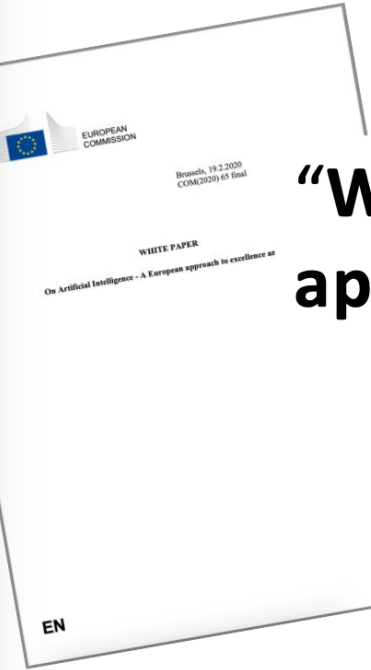 EUROPEAN
COMMISSION
Brussels, 19.2.2020
COM(2020) 65 final
WHITE PAPER
On Artificial Intelligence - A European approach to excellence
EN
“W
ap